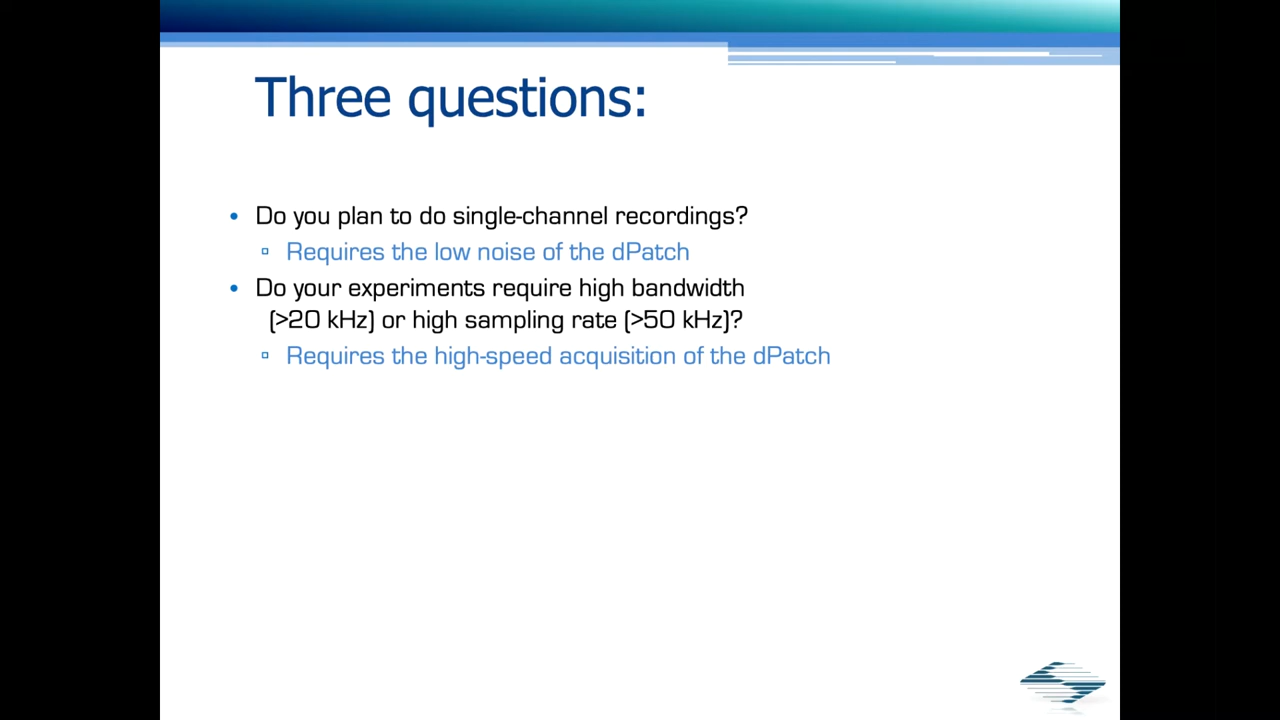 Three questions:
• Do you plan to do single-channel recordings?
▫ Requires the low noise of the dPatch
• Do your experiments require high bandwidth
(>20 kHz) or high sampling rate (>50 kHz)?
▫ Requires the high-speed acquisition of the dPatch